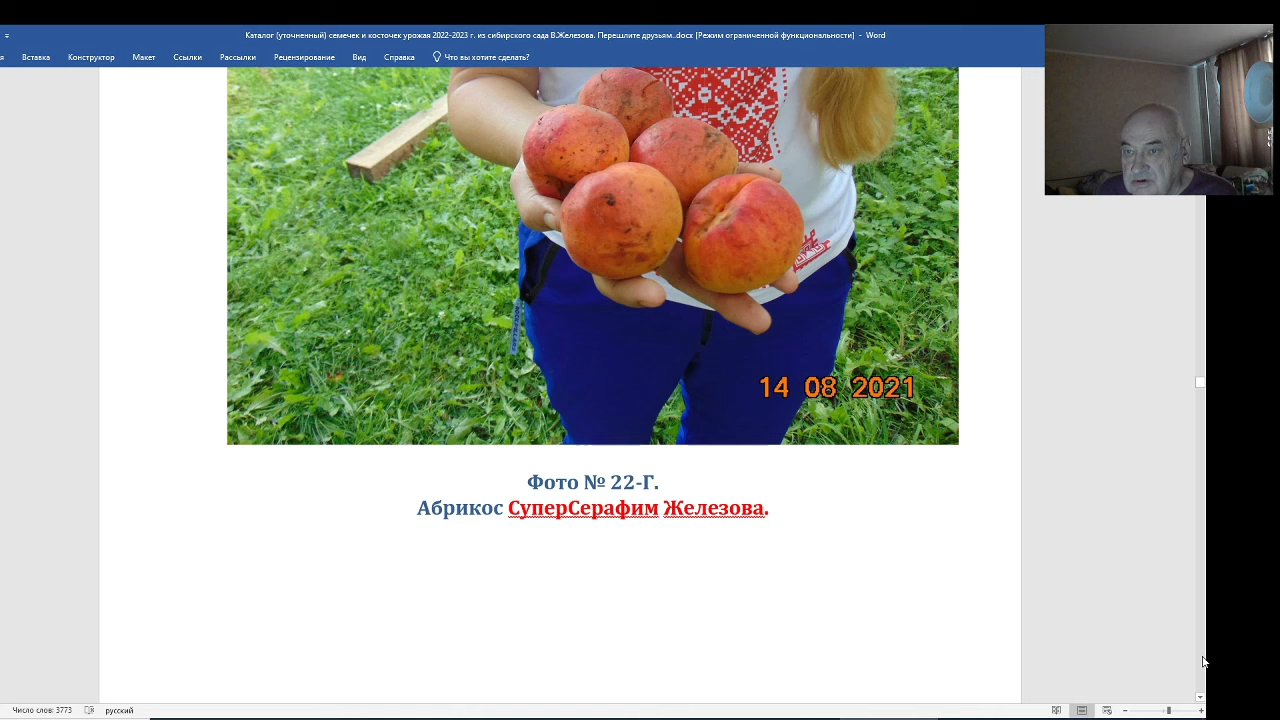 Каталог (уточненный) семечек и косточек урожая 2022-2023 г. из сибирского сада В.Железова. Перешлите друзьям..docx [Режим ограниченной функциональности] - Word
я Вставка Конструктор Макет Ссылки Рассылки Рецензирование Вид Справка Что вы хотите сделать?
14 08 2021
Фото № 22-Г.
Абрикос СуперСерафим Железова.
Число слов: 3773 русский